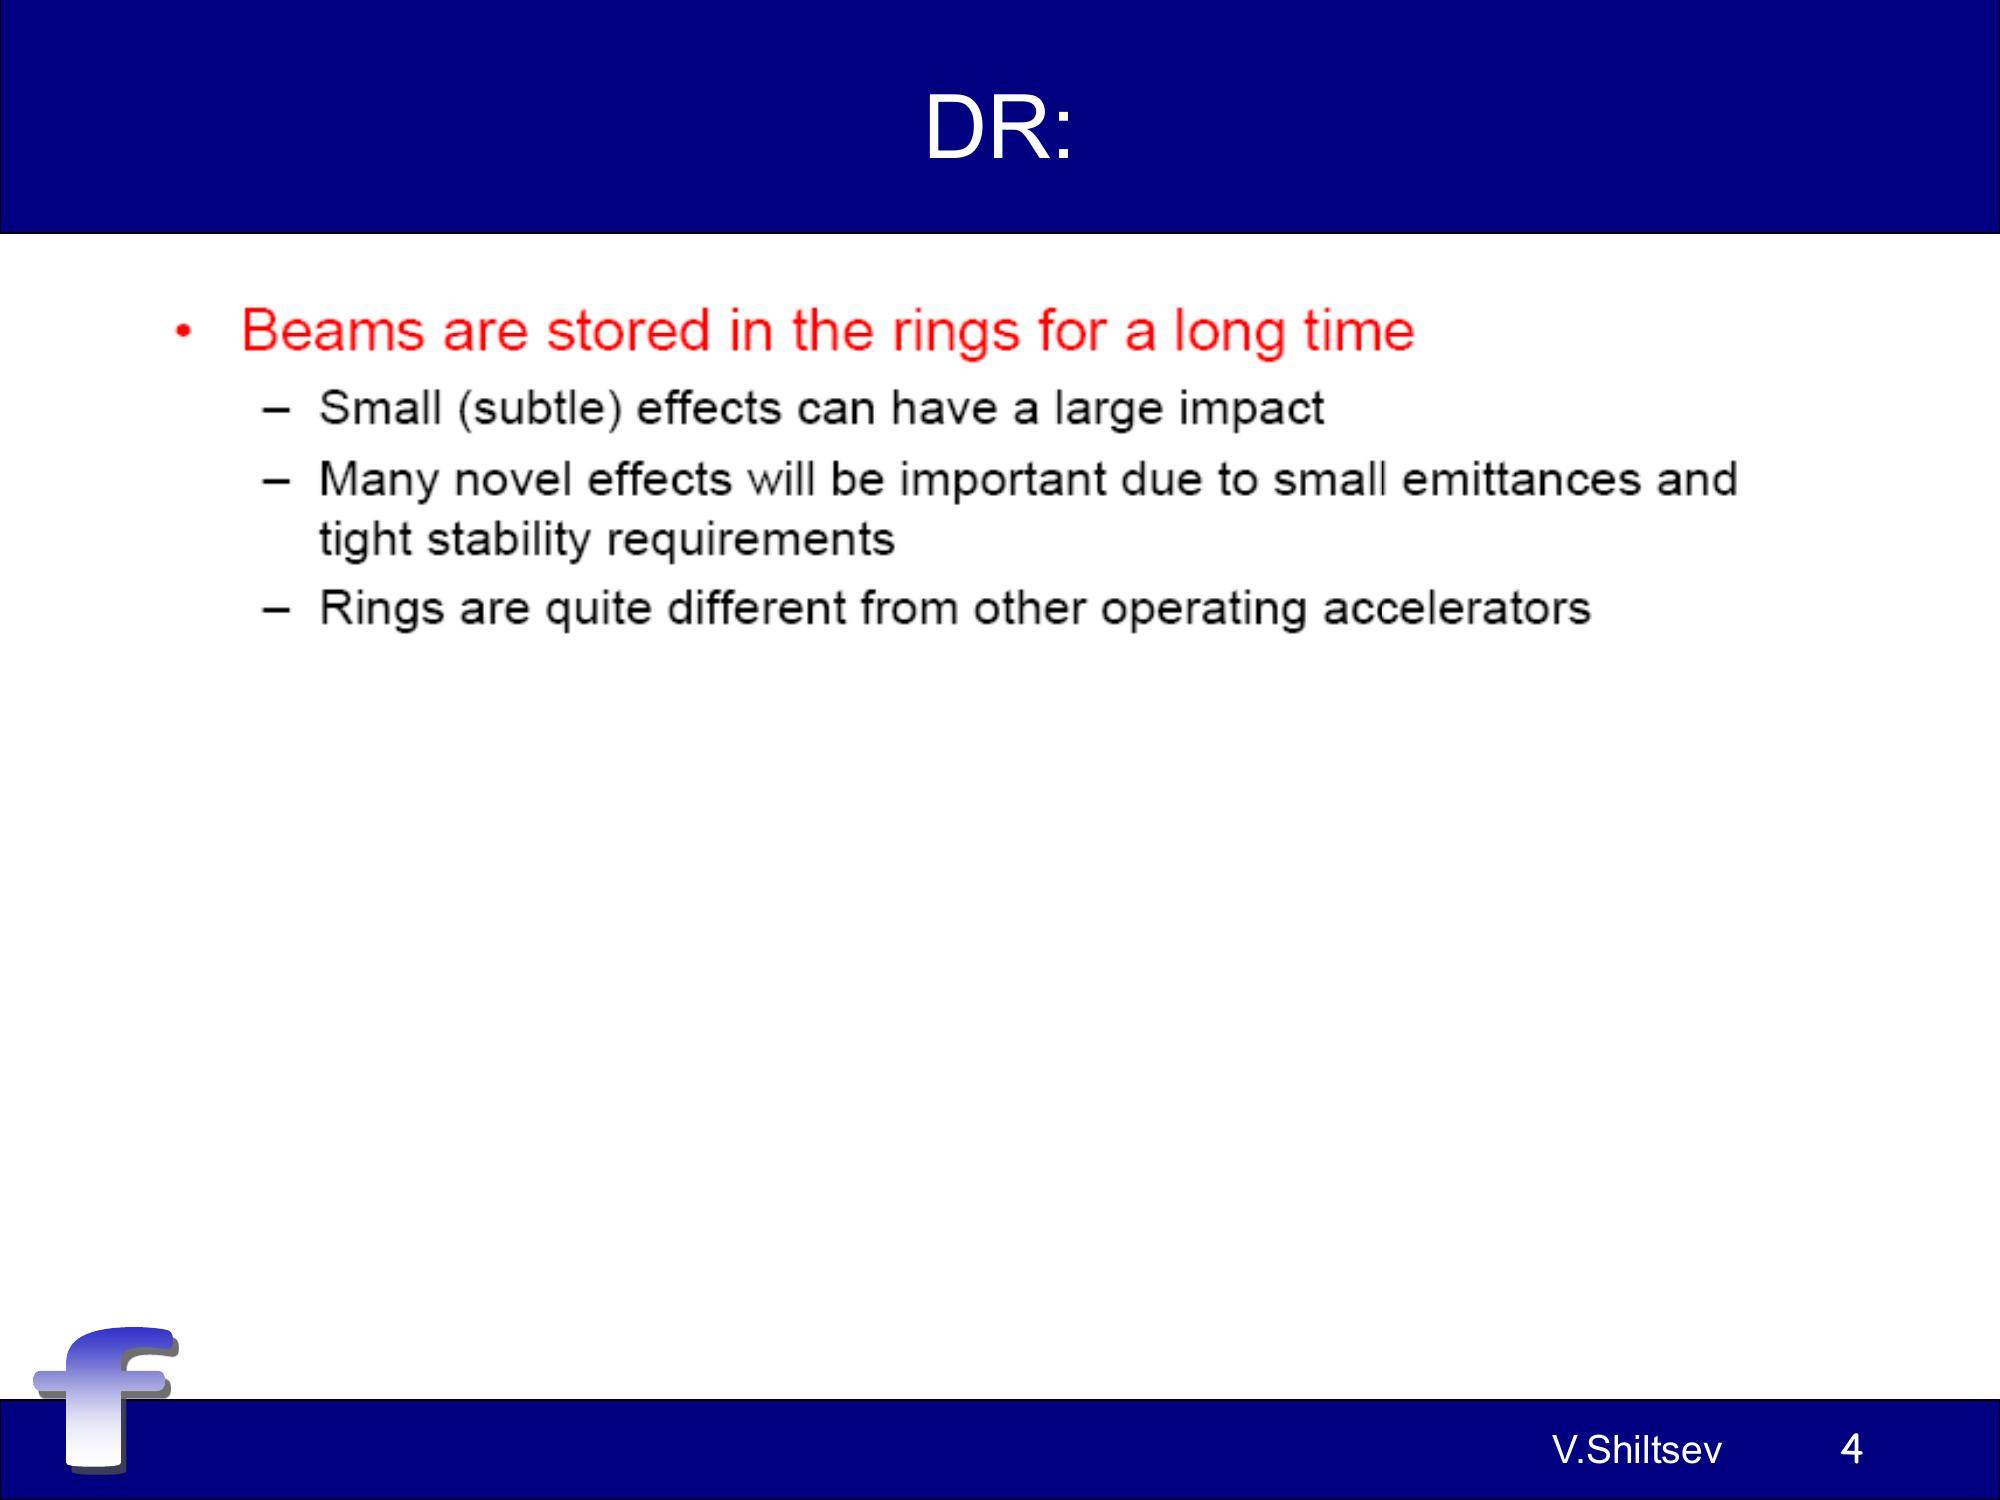 DR:
• Beams are stored in the rings for a long time
– Small (subtle) effects can have a large impact
– Many novel effects will be important due to small emittances and
tight stability requirements
– Rings are quite different from other operating accelerators
f
V.Shiltsev 4